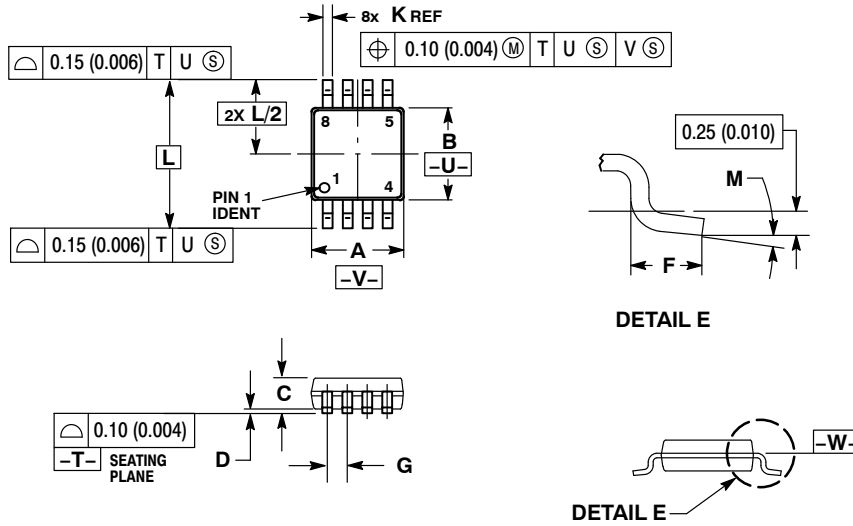 8x K REF
0.15 (0.006) T U Ⓢ
0.10 (0.004) Ⓜ T U Ⓢ V Ⓢ
2X L/2
8 5
B
-U-
L
1
4
PIN 1
IDENT
0.15 (0.006) T U Ⓢ
A
-V-
0.25 (0.010)
M
F
DETAIL E
C
0.10 (0.004)
-T- SEATING
PLANE
D
G
-W-
DETAIL E